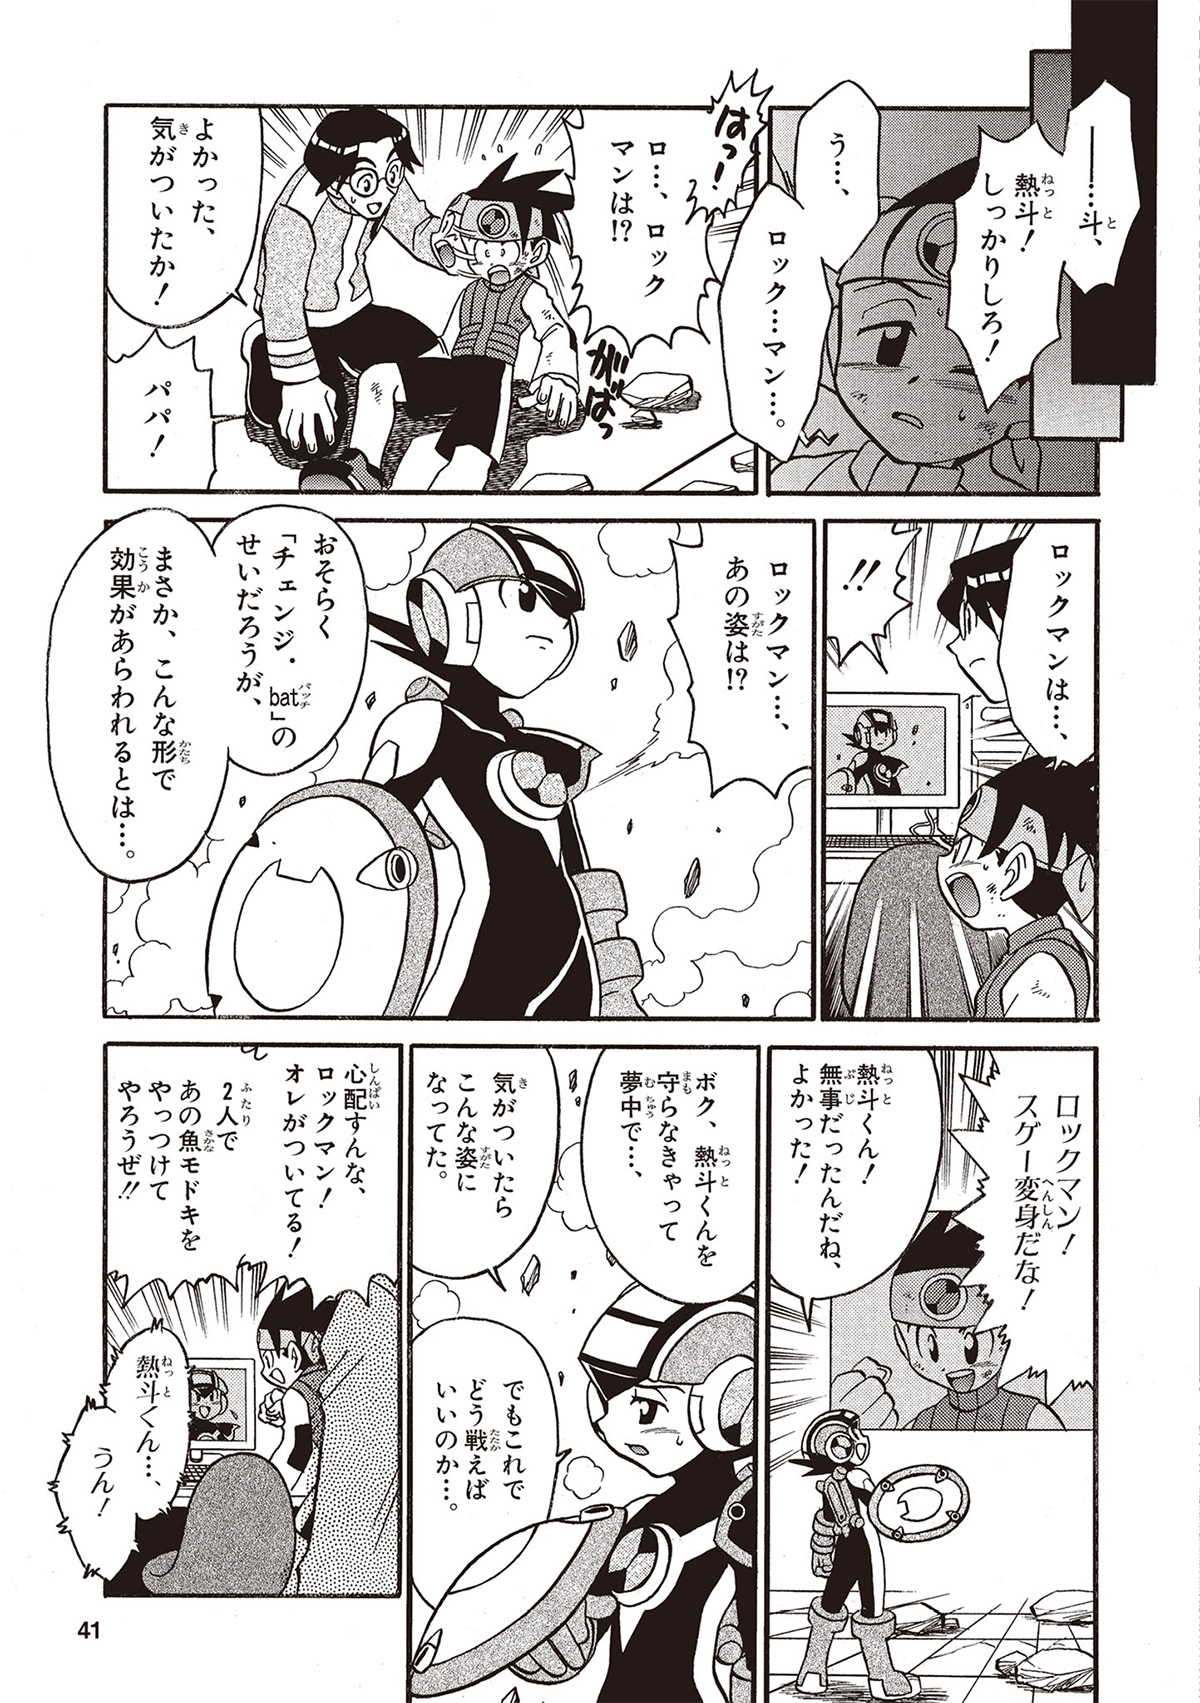 ――…斗、
熱斗！
しっかりしろ！
う…、
ロック…マン…。
はっ！
ロ…、ロック
マンは!?
がばっ
よかった、
気がついたか！
パパ！
ロックマンは…、
!!
ロックマン…、
あの姿は!?
おそらく
「チェンジ．
bat」の
せいだろうが、
まさか、こんな形で
効果があらわれるとは…。
ロックマン！
スゲー変身だな！
熱斗くん！
無事だったんだね、
よかった！
ボク、熱斗くんを
守らなきゃって
夢中で…、
気がついたら
こんな姿に
なってた。
でもこれで
どう戦えば
いいのか…。
心配すんな、
ロックマン！
オレがついてる！
2人で
あの魚モドキを
やっつけて
やろうぜ!!
熱斗くん…、
うん！
41